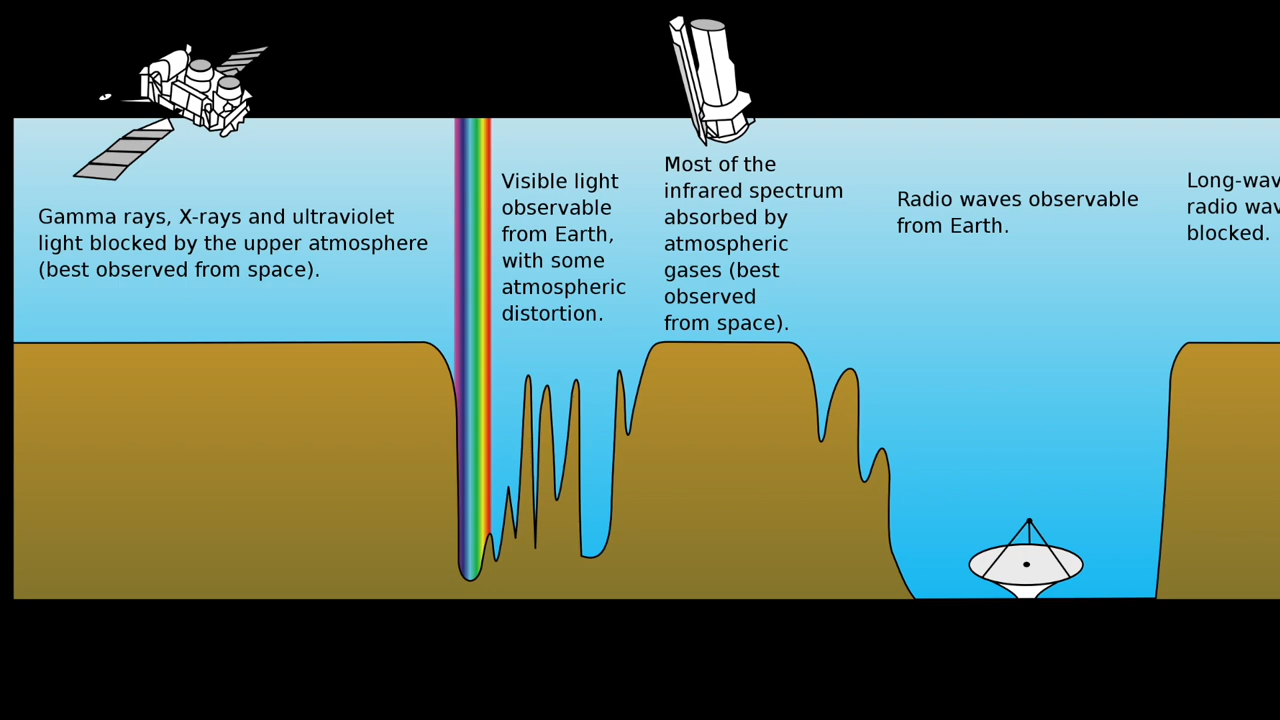 Gamma rays, X-rays and ultraviolet
light blocked by the upper atmosphere
(best observed from space).
Visible light
observable
from Earth,
with some
atmospheric
distortion.
Most of the
infrared spectrum
absorbed by
atmospheric
gases (best
observed
from space).
Radio waves observable
from Earth.
radio
blocked.